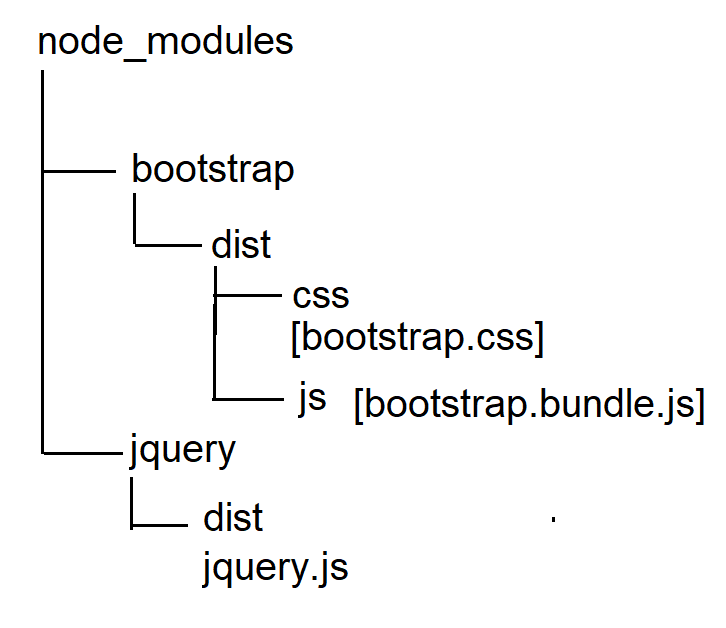 node_modules
bootstrap
dist
css
[bootstrap.css]
js [bootstrap.bundle.js]
jquery
dist
jquery.js